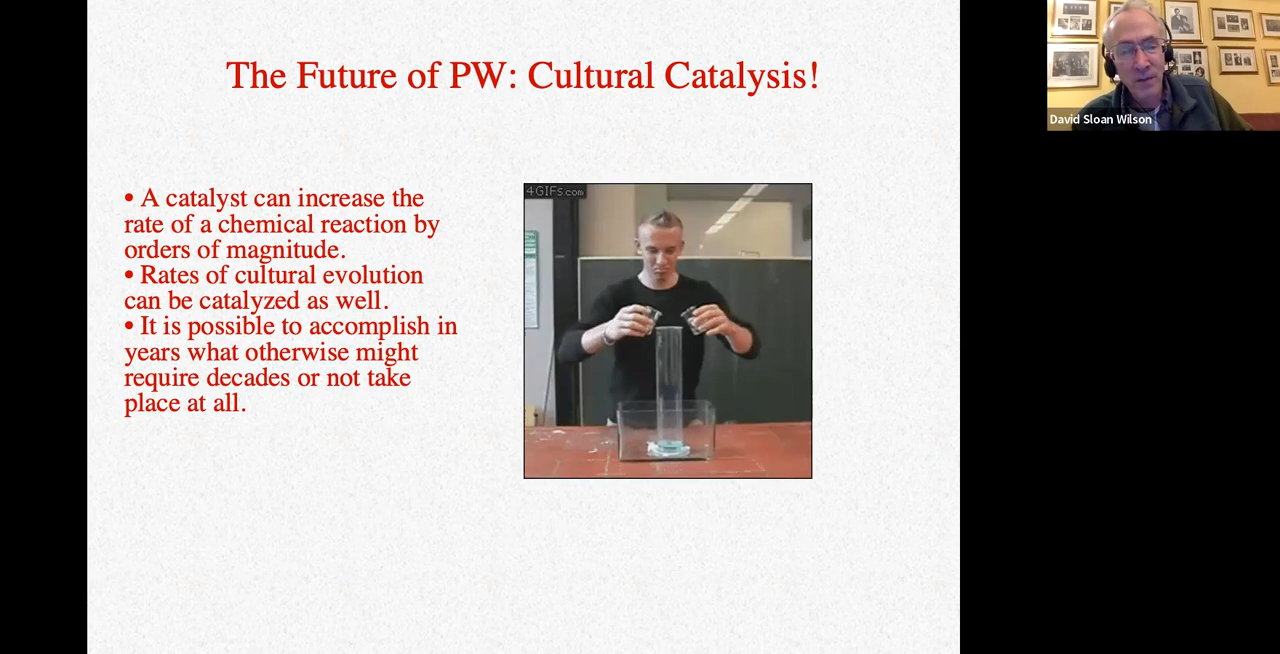 The Future of PW: Cultural Catalysis!
• A catalyst can increase the
rate of a chemical reaction by
orders of magnitude.
• Rates of cultural evolution
can be catalyzed as well.
• It is possible to accomplish in
years what otherwise might
require decades or not take
place at all.
4GIFS.com
David Sloan Wilson